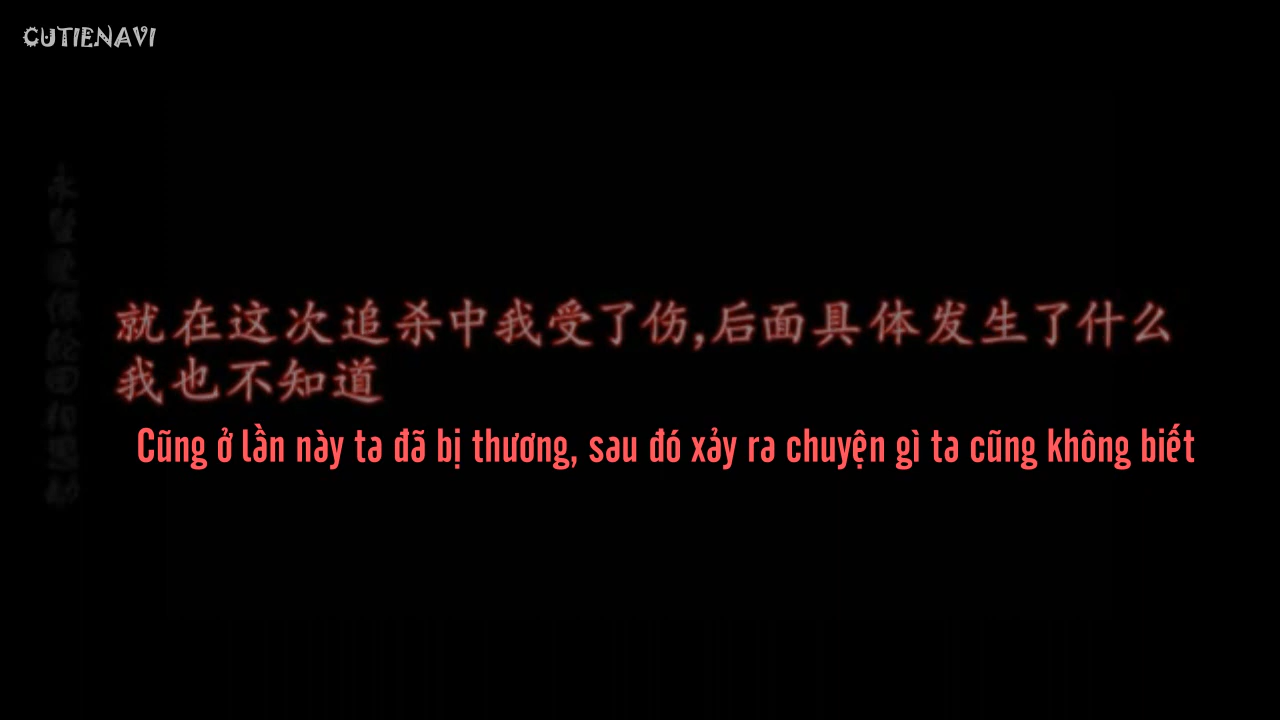 CUTIENAVI
就在这次追杀中我受了伤,后面具体发生了什么
我也不知道
Cũng ở lần này ta đã bị thương, sau đó xảy ra chuyện gì ta cũng không biết